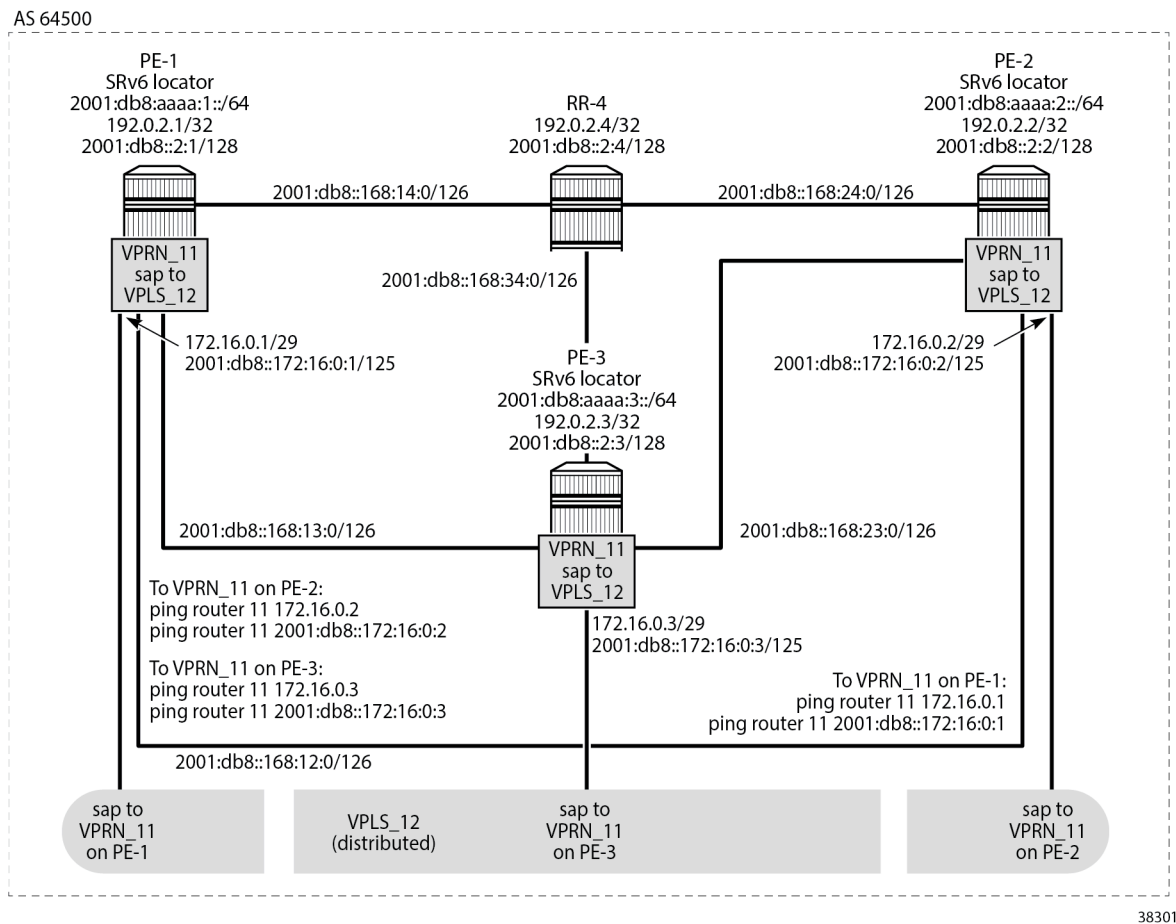 AS 64500
PE-1
SRv6 locator
2001:db8:aaaa:1::/64
192.0.2.1/32
2001:db8::2:1/128
RR-4
192.0.2.4/32
2001:db8::2:4/128
PE-2
SRv6 locator
2001:db8:aaaa:2::/64
192.0.2.2/32
2001:db8::2:2/128
2001:db8::168:14:0/126
2001:db8::168:24:0/126
VPRN_11
sap to
VPLS_12
2001:db8::168:34:0/126
VPRN_11
sap to
VPLS_12
172.16.0.1/29
2001:db8::172:16:0:1/125
172.16.0.2/29
2001:db8::172:16:0:2/125
PE-3
SRv6 locator
2001:db8:aaaa:3::/64
192.0.2.3/32
2001:db8::2:3/128
2001:db8::168:13:0/126
2001:db8::168:23:0/126
VPRN_11
sap to
VPLS_12
To VPRN_11 on PE-2:
ping router 11 172.16.0.2
ping router 11 2001:db8::172:16:0:2
172.16.0.3/29
2001:db8::172:16:0:3/125
To VPRN_11 on PE-3:
ping router 11 172.16.0.3
ping router 11 2001:db8::172:16:0:3
To VPRN_11 on PE-1:
ping router 11 172.16.0.1
ping router 11 2001:db8::172:16:0:1
2001:db8::168:12:0/126
sap to
VPRN_11
on PE-1
VPLS_12
(distributed)
sap to
VPRN_11
on PE-3
sap to
VPRN_11
on PE-2
38301